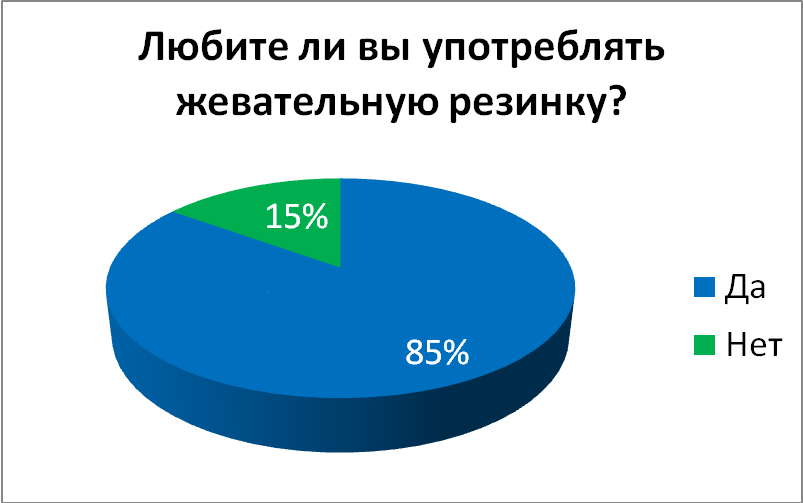 Любите ли вы употреблять
жевательную резинку?
15%
85%
Да
Нет